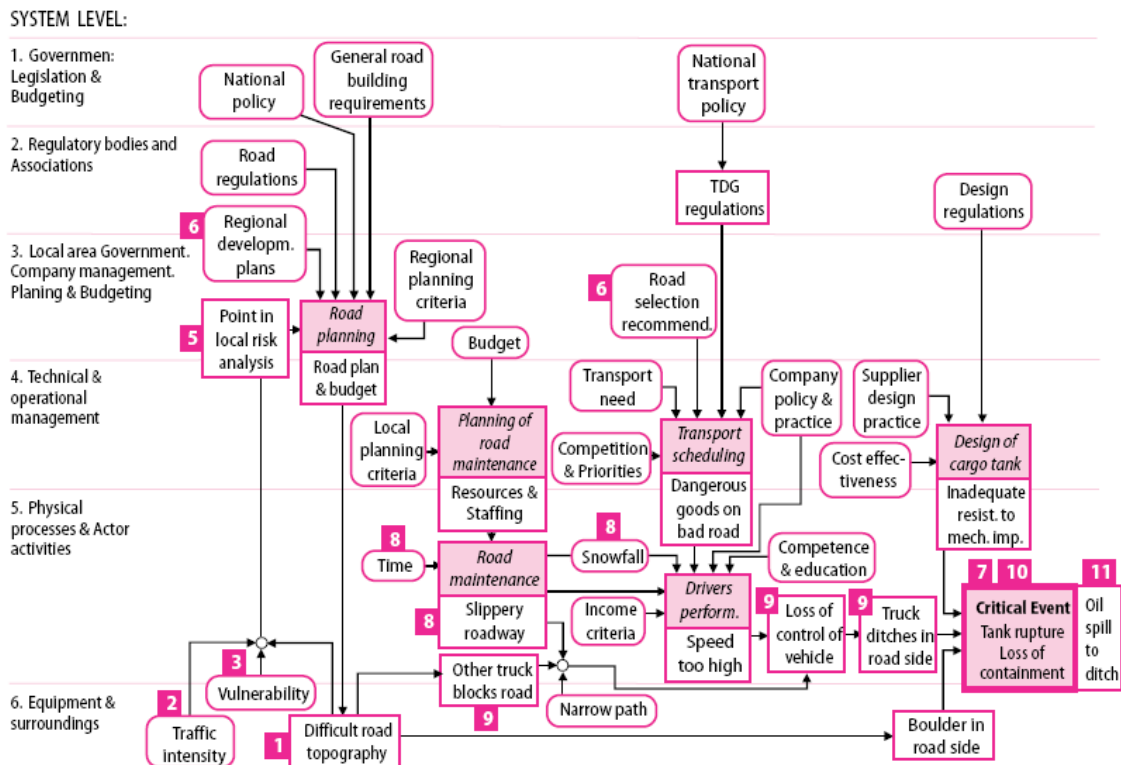 SYSTEM LEVEL:
1. Governmen:
Legislation &
Budgeting
National
policy
General road
building
requirements
National
transport
policy
2. Regulatory bodies and
Associations
Road
regulations
TDG
regulations
Design
regulations
6
Regional
developm.
plans
3. Local area Government.
Company management.
Planing & Budgeting
Regional
planning
criteria
6
Road
selection
recommend.
5
Point in
local risk
analysis
Road
planning
Road plan
& budget
Budget
4. Technical &
operational
management
Transport
need
Company
policy &
practice
Supplier
design
practice
Local
planning
criteria
Planning of
road
maintenance
Resources &
Staffing
Competition
& Priorities
Transport
scheduling
Dangerous
goods on
bad road
Cost effec-
tiveness
Design of
cargo tank
Inadequate
resist. to
mech. imp.
5. Physical
processes & Actor
activities
8
Time
Road
maintenance
8
Slippery
roadway
8
Snowfall
Competence
& education
Income
criteria
Drivers
perform.
Speed
too high
9
Loss of
control of
vehicle
9
Truck
ditches in
road side
7
10
Critical Event
Tank rupture
Loss of
containment
11
Oil
spill
to
ditch
3
Vulnerability
Other truck
blocks road
9
Narrow path
6. Equipment &
surroundings
2
Traffic
intensity
1
Difficult road
topography
Boulder in
road side